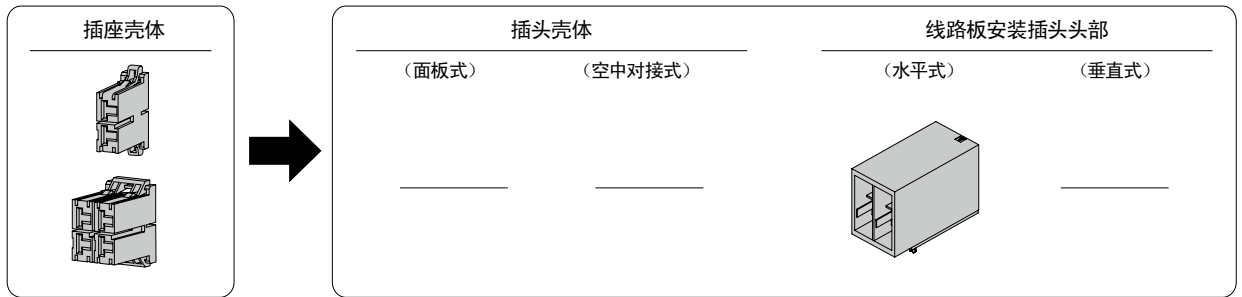 插座壳体
插头壳体
线路板安装插头头部
（面板式）
（空中对接式）
（水平式）
（垂直式）